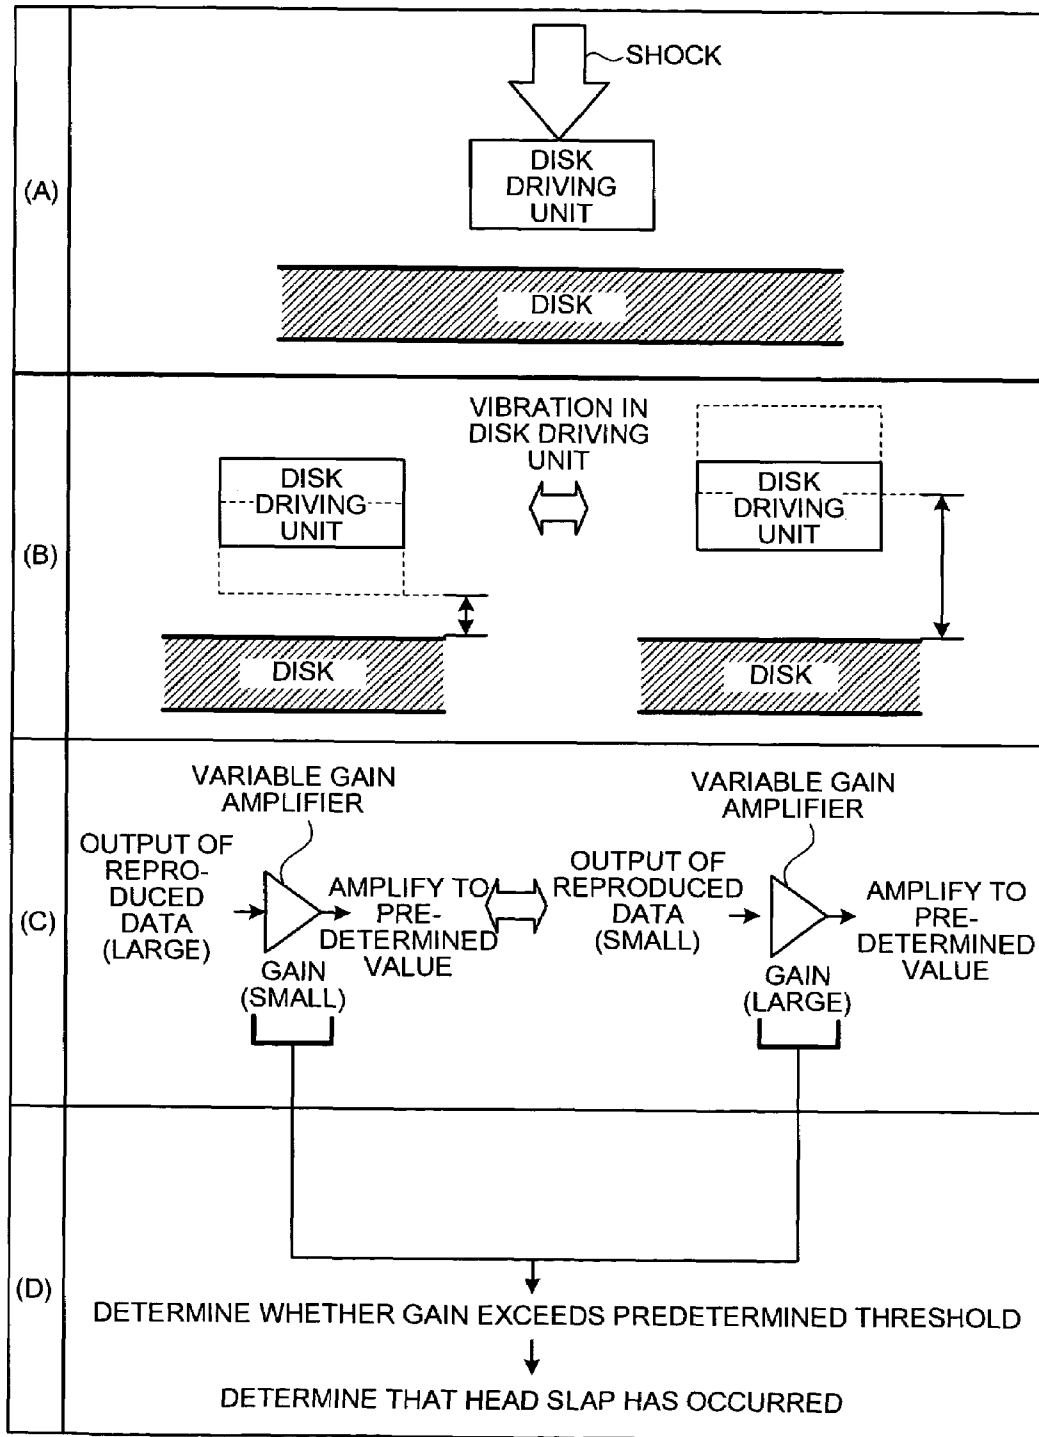 (A)
SHOCK
DISK
DRIVING
UNIT
DISK
(B)
VIBRATION IN
DISK DRIVING
UNIT
DISK
DRIVING
UNIT
DISK
DISK
DRIVING
UNIT
DISK
(C)
VARIABLE GAIN
AMPLIFIER
OUTPUT OF
REPRO-
DUCED
DATA
(LARGE)
AMPLIFY TO
PRE-
DETERMINED
VALUE
GAIN
(SMALL)
VARIABLE GAIN
AMPLIFIER
OUTPUT OF
REPRODUCED
DATA
(SMALL)
AMPLIFY TO
PRE-
DETERMINED
VALUE
GAIN
(LARGE)
(D)
DETERMINE WHETHER GAIN EXCEEDS PREDETERMINED THRESHOLD
DETERMINE THAT HEAD SLAP HAS OCCURRED